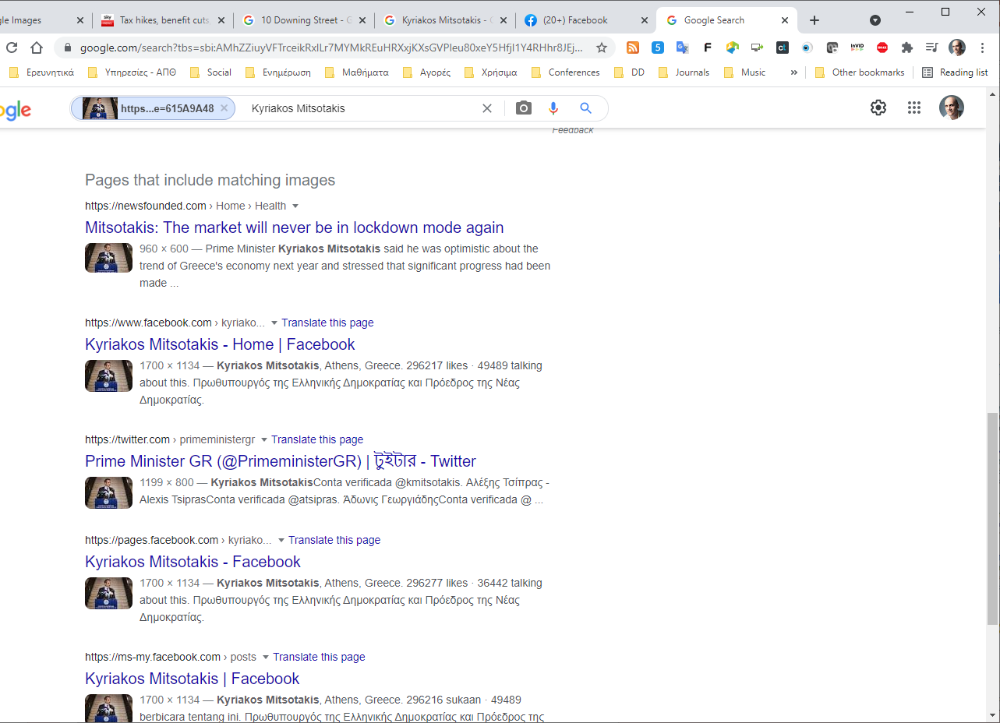 gle Images
Tax hikes, benefit cuts,
10 Downing Street - G
Kyriakos Mitsotakis - G
(20+) Facebook
Google Search
google.com/search?tbs=sbi:AMhZZiuyVFTrceikRxlLr7MYMkREuHRXxjKXsGVPIeu80xeY5Hfjl1Y4RHhr8JEj...
Ερευνητικά
Υπηρεσίες - ΑΠΘ
Social
Ενημέρωση
Μαθήματα
Αγορές
Χρήσιμα
Conferences
DD
Journals
Music
»
Other bookmarks
Reading list
ogle
https...e=615A9A48
Kyriakos Mitsotakis
Feedback
Pages that include matching images
https://newsfounded.com › Home › Health
Mitsotakis: The market will never be in lockdown mode again
960 × 600 — Prime Minister Kyriakos Mitsotakis said he was optimistic about the
trend of Greece's economy next year and stressed that significant progress had been
made ...
https://www.facebook.com › kyriako... Translate this page
Kyriakos Mitsotakis - Home | Facebook
1700 × 1134 — Kyriakos Mitsotakis, Athens, Greece. 296217 likes · 49489 talking
about this. Πρωθυπουργός της Ελληνικής Δημοκρατίας και Πρόεδρος της Νέας
Δημοκρατίας.
https://twitter.com › primeministergr Translate this page
Prime Minister GR (@PrimeministerGR) | টুইটার - Twitter
1199 × 800 — Kyriakos MitsotakisConta verificada @kmitsotakis. Αλέξης Τσίπρας -
Alexis TsiprasConta verificada @atsipras. Άδωνις ΓεωργιάδηςConta verificada @ ...
https://pages.facebook.com › kyriako... Translate this page
Kyriakos Mitsotakis - Facebook
1700 × 1134 — Kyriakos Mitsotakis, Athens, Greece. 296277 likes · 36442 talking
about this. Πρωθυπουργός της Ελληνικής Δημοκρατίας και Πρόεδρος της Νέας
Δημοκρατίας.
https://ms-my.facebook.com › posts Translate this page
Kyriakos Mitsotakis | Facebook
1700 × 1134 — Kyriakos Mitsotakis, Athens, Greece. 296216 sukaan · 49489
berbicara tentang ini. Πρωθυπουργός της Ελληνικής Δημοκρατίας και Πρόεδρος της